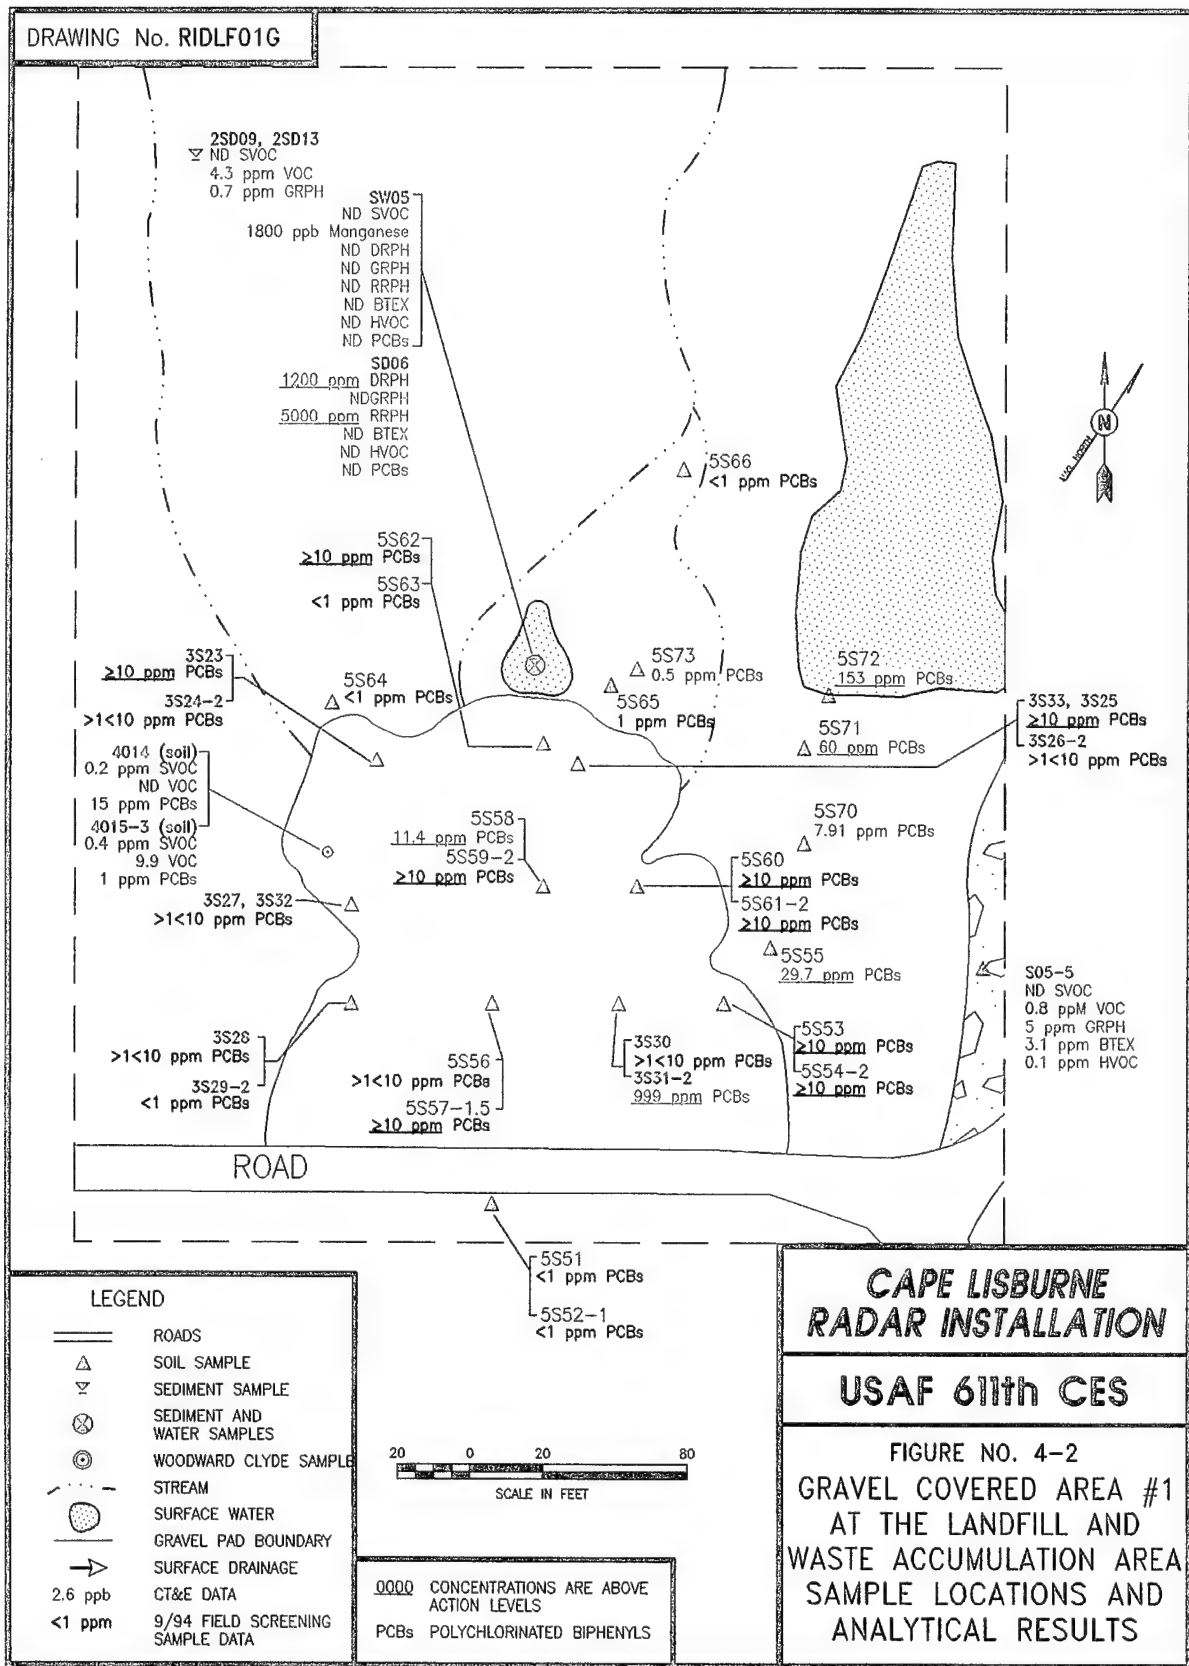 DRAWING No. RIDLF01G
2SD09, 2SD13
ND SVOC
4.3 ppm VOC
0.7 ppm GRPH
SW05
ND SVOC
1800 ppb Manganese
ND DRPH
ND GRPH
ND RRPH
ND BTEX
ND HVOC
ND PCBs
SD06
1200 ppm DRPH
NDGRPH
5000 ppm RRPH
ND BTEX
ND HVOC
ND PCBs
N
5S66
<1 ppm PCBs
5S62
≥10 ppm PCBs
5S63
<1 ppm PCBs
3S23
≥10 ppm PCBs
3S24-2
>1<10 ppm PCBs
5S64
<1 ppm PCBs
5S73
0.5 ppm PCBs
5S65
1 ppm PCBs
5S72
153 ppm PCBs
5S71
60 ppm PCBs
3S33, 3S25
≥10 ppm PCBs
3S26-2
>1<10 ppm PCBs
4014 (soil)
0.2 ppm SVOC
ND VOC
15 ppm PCBs
4015-3 (soil)
0.4 ppm SVOC
9.9 VOC
1 ppm PCBs
5S58
11.4 ppm PCBs
5S59-2
≥10 ppm PCBs
5S70
7.91 ppm PCBs
5S60
≥10 ppm PCBs
5S61-2
≥10 ppm PCBs
3S27, 3S32
>1<10 ppm PCBs
5S55
29.7 ppm PCBs
S05-5
ND SVOC
0.8 ppM VOC
5 ppm GRPH
3.1 ppm BTEX
0.1 ppm HVOC
3S28
>1<10 ppm PCBs
3S29-2
<1 ppm PCBs
5S56
>1<10 ppm PCBs
5S57-1.5
≥10 ppm PCBs
3S30
>1<10 ppm PCBs
3S31-2
999 ppm PCBs
5S53
≥10 ppm PCBs
5S54-2
≥10 ppm PCBs
ROAD
5S51
<1 ppm PCBs
5S52-1
<1 ppm PCBs
LEGEND
ROADS
SOIL SAMPLE
SEDIMENT SAMPLE
SEDIMENT AND
WATER SAMPLES
WOODWARD CLYDE SAMPLE
STREAM
SURFACE WATER
GRAVEL PAD BOUNDARY
SURFACE DRAINAGE
2.6 ppb CT&E DATA
<1 ppm 9/94 FIELD SCREENING
SAMPLE DATA
20 0 20 80
SCALE IN FEET
0000 CONCENTRATIONS ARE ABOVE
ACTION LEVELS
PCBs POLYCHLORINATED BIPHENYLS
CAPE LISBURNE
RADAR INSTALLATION
USAF 611th CES
FIGURE NO. 4-2
GRAVEL COVERED AREA #1
AT THE LANDFILL AND
WASTE ACCUMULATION AREA
SAMPLE LOCATIONS AND
ANALYTICAL RESULTS